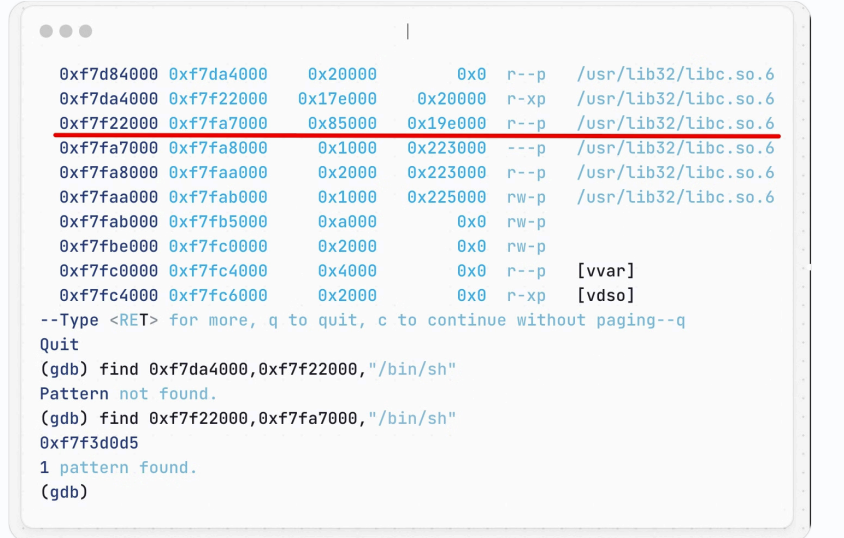 0xf7d84000 0xf7da4000 0x20000 0x0 r--p /usr/lib32/libc.so.6
0xf7da4000 0xf7f22000 0x17e000 0x20000 r-xp /usr/lib32/libc.so.6
0xf7f22000 0xf7fa7000 0x85000 0x19e000 r--p /usr/lib32/libc.so.6
0xf7fa7000 0xf7fa8000 0x1000 0x223000 ---p /usr/lib32/libc.so.6
0xf7fa8000 0xf7faa000 0x2000 0x223000 r--p /usr/lib32/libc.so.6
0xf7faa000 0xf7fab000 0x1000 0x225000 rw-p /usr/lib32/libc.so.6
0xf7fab000 0xf7fb5000 0xa000 0x0 rw-p
0xf7fbe000 0xf7fc0000 0x2000 0x0 rw-p
0xf7fc0000 0xf7fc4000 0x4000 0x0 r--p [vvar]
0xf7fc4000 0xf7fc6000 0x2000 0x0 r-xp [vdso]
--Type <RET> for more, q to quit, c to continue without paging--q
Quit
(gdb) find 0xf7da4000,0xf7f22000,"/bin/sh"
Pattern not found.
(gdb) find 0xf7f22000,0xf7fa7000,"/bin/sh"
0xf7f3d0d5
1 pattern found.
(gdb)